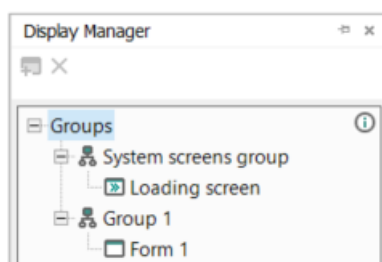 Display Manager
Groups
System screens group
Loading screen
Group 1
Form 1